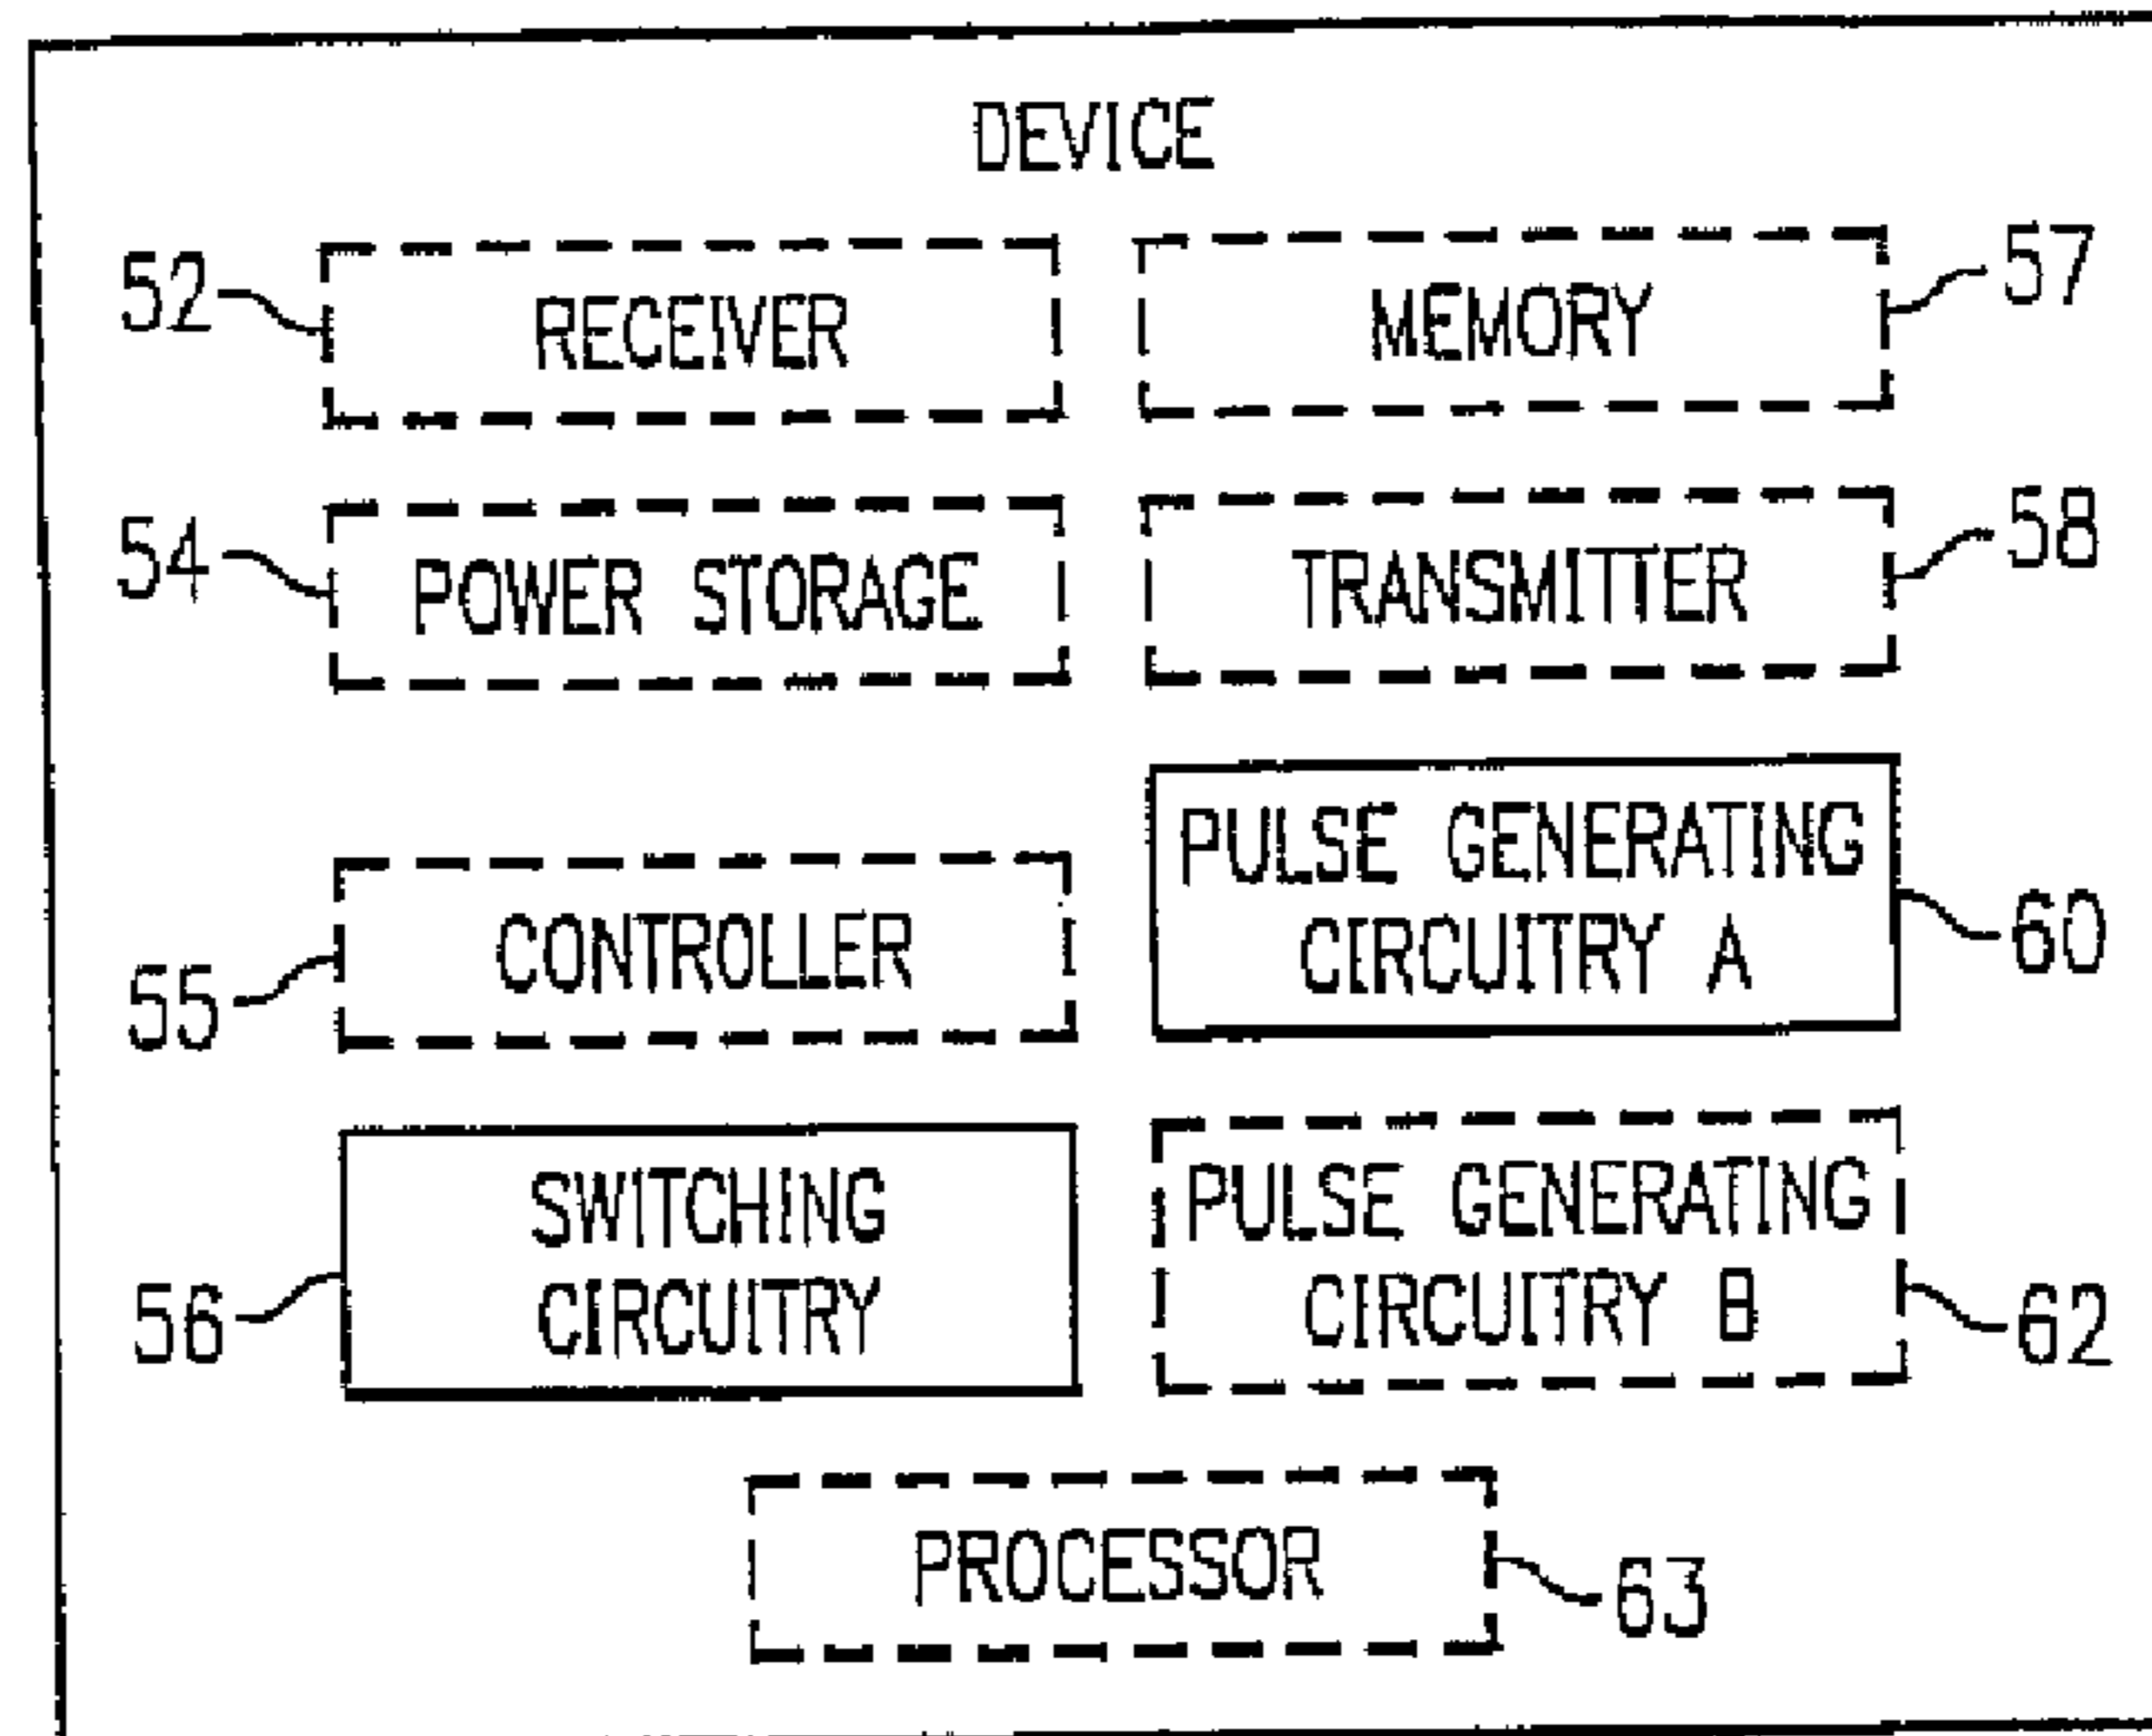 DEVICE
52
RECEIVER
MEMORY
57
54
POWER STORAGE
TRANSMITTER
58
55
CONTROLLER
PULSE GENERATING
CIRCUITRY A
60
56
SWITCHING
CIRCUITRY
PULSE GENERATING
CIRCUITRY B
62
PROCESSOR
63